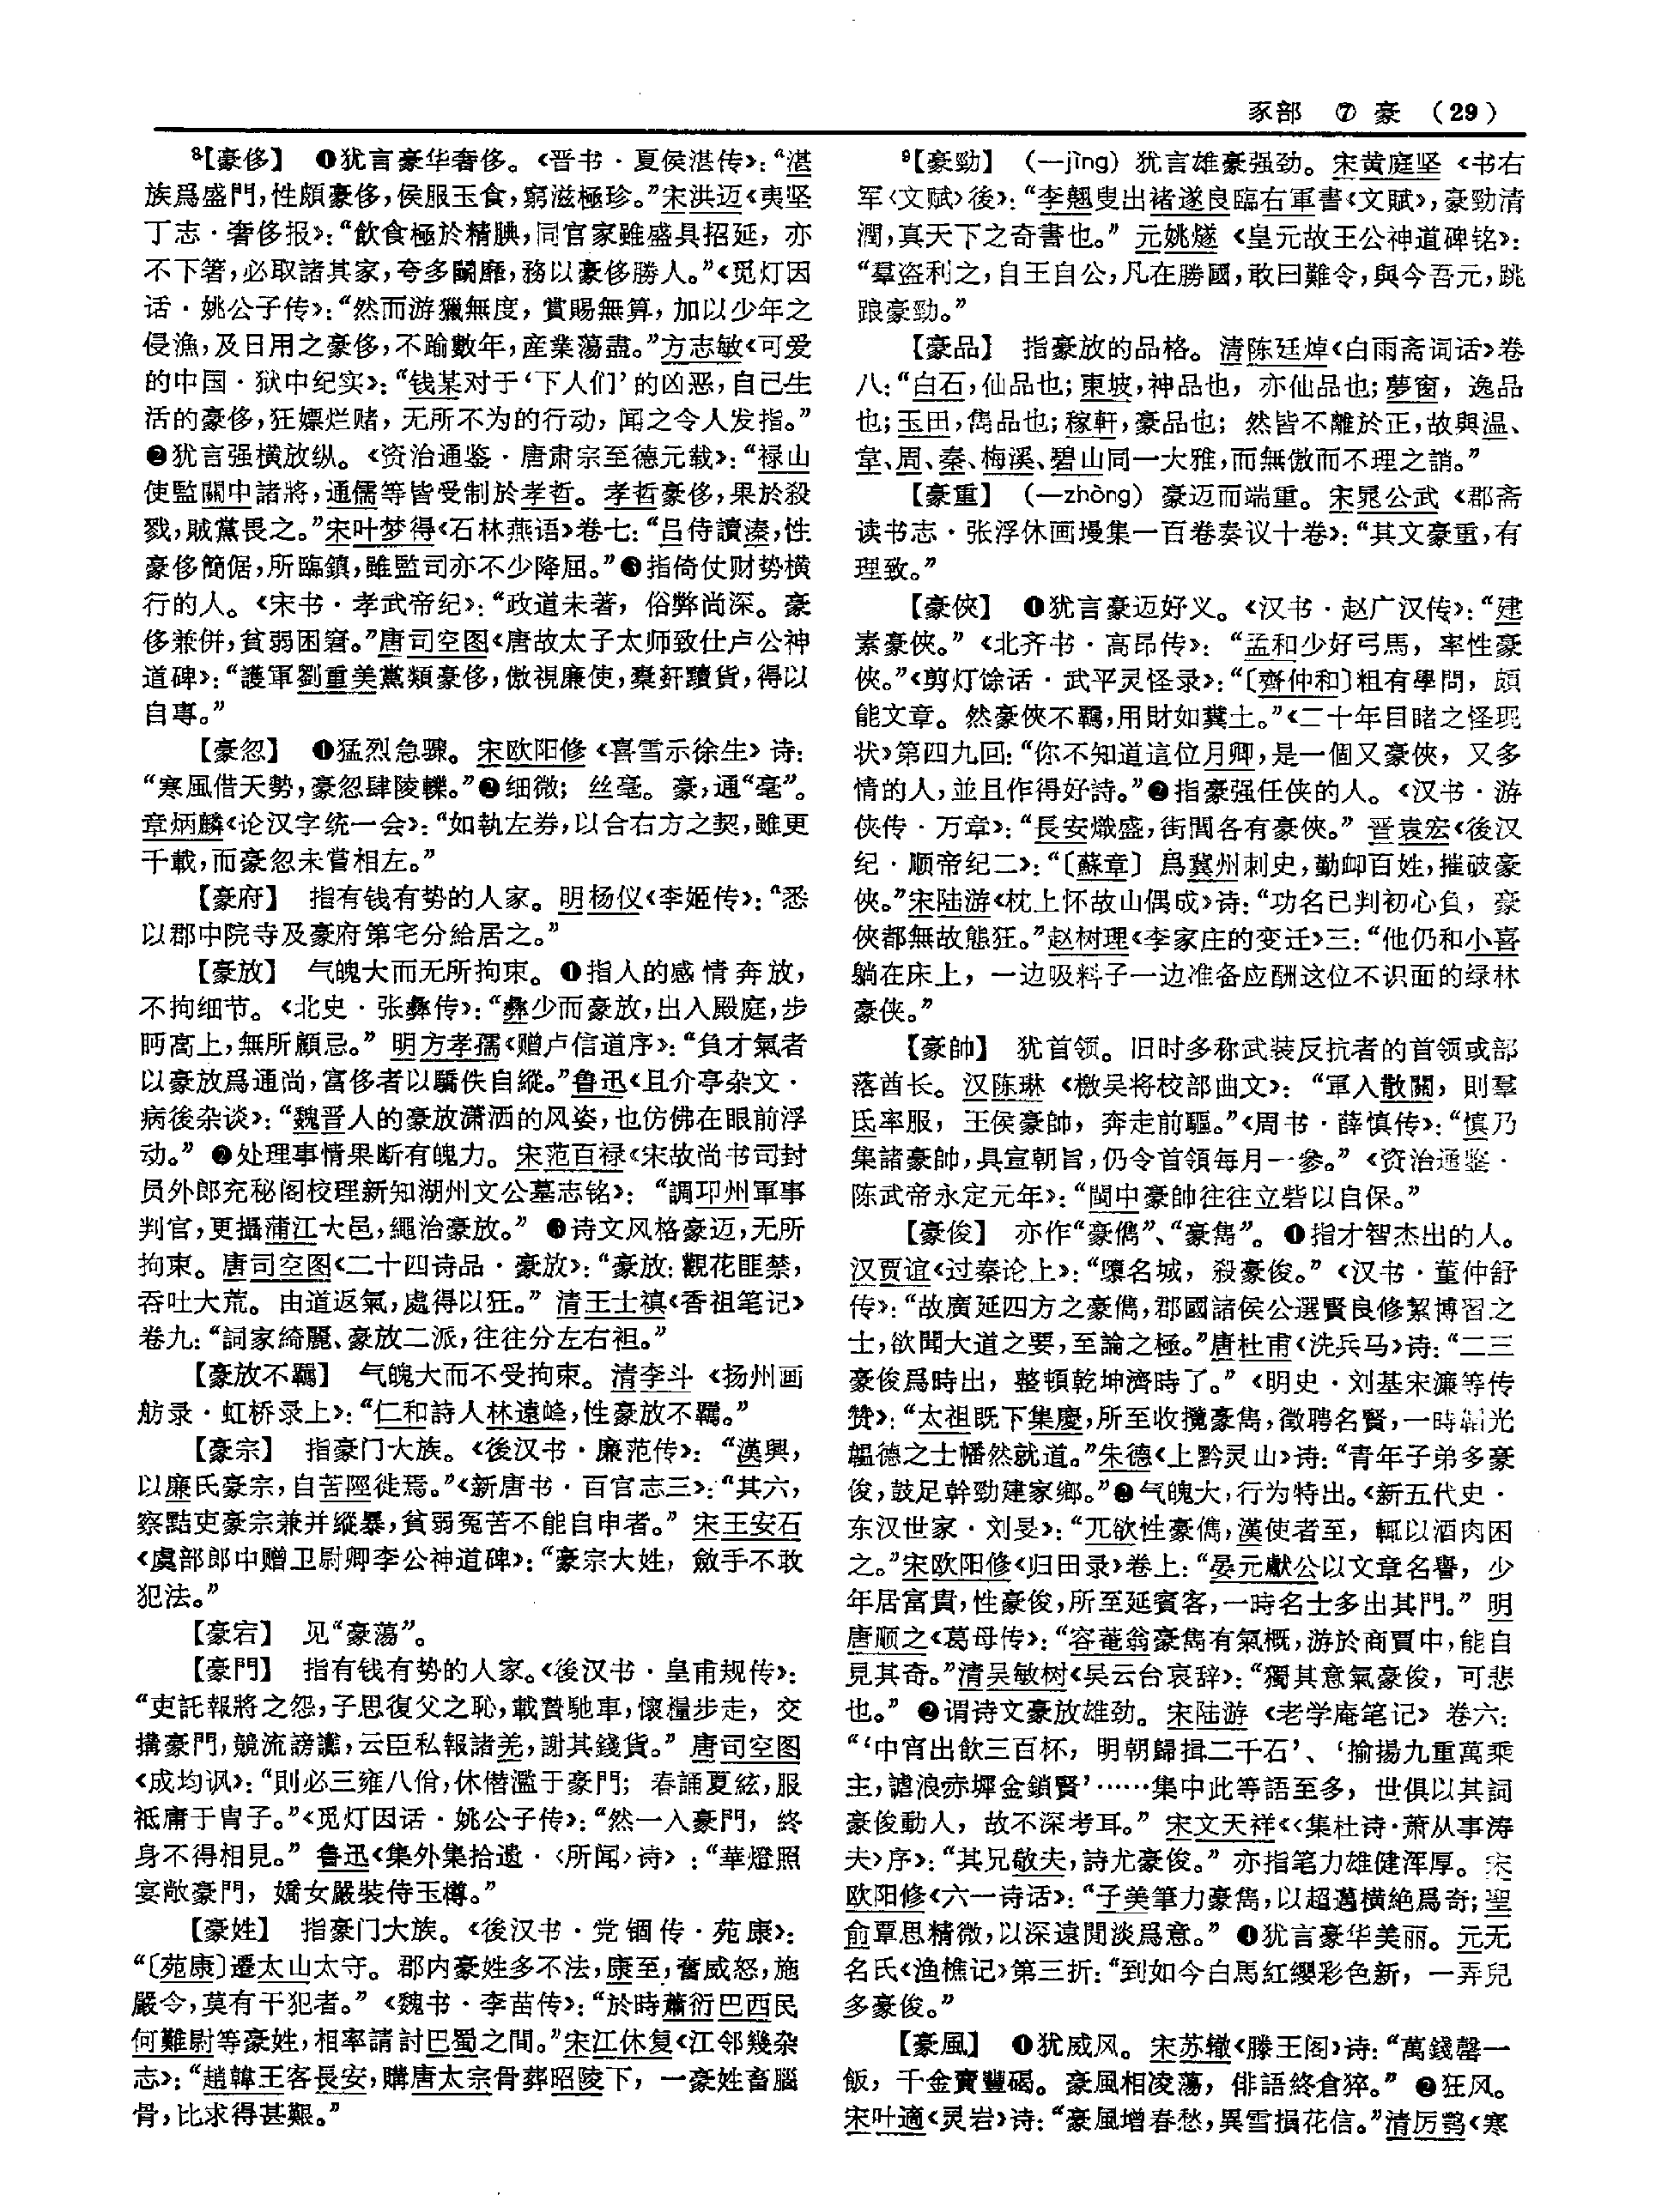 豕部 ⑦ 豪 （29）
⁸【豪侈】 ❶犹言豪华奢侈。《晋书·夏侯湛传》：“湛
族爲盛門，性頗豪侈，侯服玉食，窮滋極珍。”宋洪迈《夷坚
丁志·奢侈报》：“飲食極於精腆，同官家雖盛具招延，亦
不下箸，必取諸其家，夸多鬭靡，務以豪侈勝人。”《觅灯因
话·姚公子传》：“然而游獵無度，賞賜無算，加以少年之
侵漁，及日用之豪侈，不踰數年，産業蕩盡。”方志敏《可爱
的中国·狱中纪实》：“钱某对于‘下人们’的凶恶，自己生
活的豪侈，狂嫖烂赌，无所不为的行动，闻之令人发指。”
❷犹言强横放纵。《资治通鉴·唐肃宗至德元载》：“禄山
使監關中諸將，通儒等皆受制於孝哲。孝哲豪侈，果於殺
戮，賊黨畏之。”宋叶梦得《石林燕语》卷七：“吕侍讀溱，性
豪侈簡倨，所臨鎮，雖監司亦不少降屈。”❸指倚仗财势横
行的人。《宋书·孝武帝纪》：“政道未著，俗弊尚深。豪
侈兼併，貧弱困窘。”唐司空图《唐故太子太师致仕卢公神
道碑》：“護軍劉重美黨類豪侈，傲視廉使，橐姧黷貨，得以
自專。”
【豪忽】 ❶猛烈急骤。宋欧阳修《喜雪示徐生》诗：
“寒風借天勢，豪忽肆陵轢。”❷细微；丝毫。豪，通“毫”。
章炳麟《论汉字统一会》：“如執左券，以合右方之契，雖更
千載，而豪忽未嘗相左。”
【豪府】 指有钱有势的人家。明杨仪《李姬传》：“悉
以郡中院寺及豪府第宅分給居之。”
【豪放】 气魄大而无所拘束。❶指人的感情奔放，
不拘细节。《北史·张彝传》：“彝少而豪放，出入殿庭，步
眄高上，無所顧忌。”明方孝孺《赠卢信道序》：“負才氣者
以豪放爲通尚，富侈者以驕佚自縱。”鲁迅《且介亭杂文·
病後杂谈》：“魏晋人的豪放潇洒的风姿，也仿佛在眼前浮
动。”❷处理事情果断有魄力。宋范百禄《宋故尚书司封
员外郎充秘阁校理新知湖州文公墓志铭》：“調邛州軍事
判官，更攝蒲江大邑，繩治豪放。”❸诗文风格豪迈，无所
拘束。唐司空图《二十四诗品·豪放》：“豪放：觀花匪禁，
吞吐大荒。由道返氣，處得以狂。”清王士禛《香祖笔记》
卷九：“詞家綺麗、豪放二派，往往分左右袒。”
【豪放不羈】 气魄大而不受拘束。清李斗《扬州画
舫录·虹桥录上》：“仁和詩人林遠峰，性豪放不羈。”
【豪宗】 指豪门大族。《後汉书·廉范传》：“漢興，
以廉氏豪宗，自苦陘徙焉。”《新唐书·百官志三》：“其六，
察黠吏豪宗兼并縱暴，貧弱冤苦不能自申者。”宋王安石
《虞部郎中赠卫尉卿李公神道碑》：“豪宗大姓，斂手不敢
犯法。”
【豪宕】 见“豪蕩”。
【豪門】 指有钱有势的人家。《後汉书·皇甫规传》：
“吏託報將之怨，子思復父之恥，載贄馳車，懷糧步走，交
搆豪門，競流謗讟，云臣私報諸羌，謝其錢貨。”唐司空图
《成均讽》：“則必三雍八佾，休僭濫于豪門；春誦夏絃，服
祗庸于胄子。”《觅灯因话·姚公子传》：“然一入豪門，終
身不得相見。”鲁迅《集外集拾遗·〈所闻〉诗》：“華燈照
宴敞豪門，嬌女嚴裝侍玉樽。”
【豪姓】 指豪门大族。《後汉书·党锢传·苑康》：
“〔苑康〕遷太山太守。郡内豪姓多不法，康至，奮威怒，施
嚴令，莫有干犯者。”《魏书·李苗传》：“於時蕭衍巴西民
何難尉等豪姓，相率請討巴蜀之間。”宋江休复《江邻幾杂
志》：“趙韓王客長安，購唐太宗骨葬昭陵下，一豪姓畜腦
骨，比求得甚艱。”
⁹【豪勁】 （—jìng）犹言雄豪强劲。宋黄庭坚《书右
军〈文赋〉後》：“李翹叟出褚遂良臨右軍書《文賦》，豪勁清
潤，真天下之奇書也。”元姚燧《皇元故王公神道碑铭》：
“羣盗利之，自王自公，凡在勝國，敢曰難令，與今吾元，跳
踉豪勁。”
【豪品】 指豪放的品格。清陈廷焯《白雨斋词话》卷
八：“白石，仙品也；東坡，神品也，亦仙品也；夢窗，逸品
也；玉田，雋品也；稼軒，豪品也；然皆不離於正，故與温、
韋、周、秦、梅溪、碧山同一大雅，而無傲而不理之誚。”
【豪重】 （—zhòng）豪迈而端重。宋晁公武《郡斋
读书志·张浮休画墁集一百卷奏议十卷》：“其文豪重，有
理致。”
【豪俠】 ❶犹言豪迈好义。《汉书·赵广汉传》：“建
素豪俠。”《北齐书·高昂传》：“孟和少好弓馬，率性豪
俠。”《剪灯馀话·武平灵怪录》：“〔齊仲和〕粗有學問，頗
能文章。然豪俠不羈，用財如糞土。”《二十年目睹之怪现
状》第四九回：“你不知道這位月卿，是一個又豪俠，又多
情的人，並且作得好詩。”❷指豪强任侠的人。《汉书·游
侠传·万章》：“長安熾盛，街閭各有豪俠。”晋袁宏《後汉
纪·顺帝纪二》：“〔蘇章〕爲冀州刺史，勤卹百姓，摧破豪
俠。”宋陆游《枕上怀故山偶成》诗：“功名已判初心負，豪
俠都無故態狂。”赵树理《李家庄的变迁》三：“他仍和小喜
躺在床上，一边吸料子一边准备应酬这位不识面的绿林
豪侠。”
【豪帥】 犹首领。旧时多称武装反抗者的首领或部
落酋长。汉陈琳《檄吴将校部曲文》：“軍入散關，則羣
氐率服，王侯豪帥，奔走前驅。”《周书·薛慎传》：“慎乃
集諸豪帥，具宣朝旨，仍令首領每月一參。”《资治通鉴·
陈武帝永定元年》：“閩中豪帥往往立砦以自保。”
【豪俊】 亦作“豪儁”、“豪雋”。❶指才智杰出的人。
汉贾谊《过秦论上》：“隳名城，殺豪俊。”《汉书·董仲舒
传》：“故廣延四方之豪儁，郡國諸侯公選賢良修絜博習之
士，欲聞大道之要，至論之極。”唐杜甫《洗兵马》诗：“二三
豪俊爲時出，整頓乾坤濟時了。”《明史·刘基宋濂等传
赞》：“太祖既下集慶，所至收攬豪雋，徵聘名賢，一時韜光
韞德之士幡然就道。”朱德《上黔灵山》诗：“青年子弟多豪
俊，鼓足幹勁建家鄉。”❷气魄大，行为特出。《新五代史·
东汉世家·刘旻》：“兀欲性豪儁，漢使者至，輒以酒肉困
之。”宋欧阳修《归田录》卷上：“晏元獻公以文章名譽，少
年居富貴，性豪俊，所至延賓客，一時名士多出其門。”明
唐顺之《葛母传》：“容菴翁豪雋有氣概，游於商賈中，能自
見其奇。”清吴敏树《吴云台哀辞》：“獨其意氣豪俊，可悲
也。”❷谓诗文豪放雄劲。宋陆游《老学庵笔记》卷六：
“‘中宵出飲三百杯，明朝歸揖二千石’、‘揄揚九重萬乘
主，謔浪赤墀金鎖賢’……集中此等語至多，世俱以其詞
豪俊動人，故不深考耳。”宋文天祥《〈集杜诗·萧从事涛
夫〉序》：“其兄敬夫，詩尤豪俊。”亦指笔力雄健浑厚。宋
欧阳修《六一诗话》：“子美筆力豪雋，以超邁横絶爲奇；聖
俞覃思精微，以深遠閒淡爲意。”❹犹言豪华美丽。元无
名氏《渔樵记》第三折：“到如今白馬紅纓彩色新，一弄兒
多豪俊。”
【豪風】 ❶犹威风。宋苏辙《滕王阁》诗：“萬錢罄一
飯，千金賣豐碣。豪風相凌蕩，俳語終倉猝。”❷狂风。
宋叶適《灵岩》诗：“豪風增春愁，異雪損花信。”清厉鹗《寒